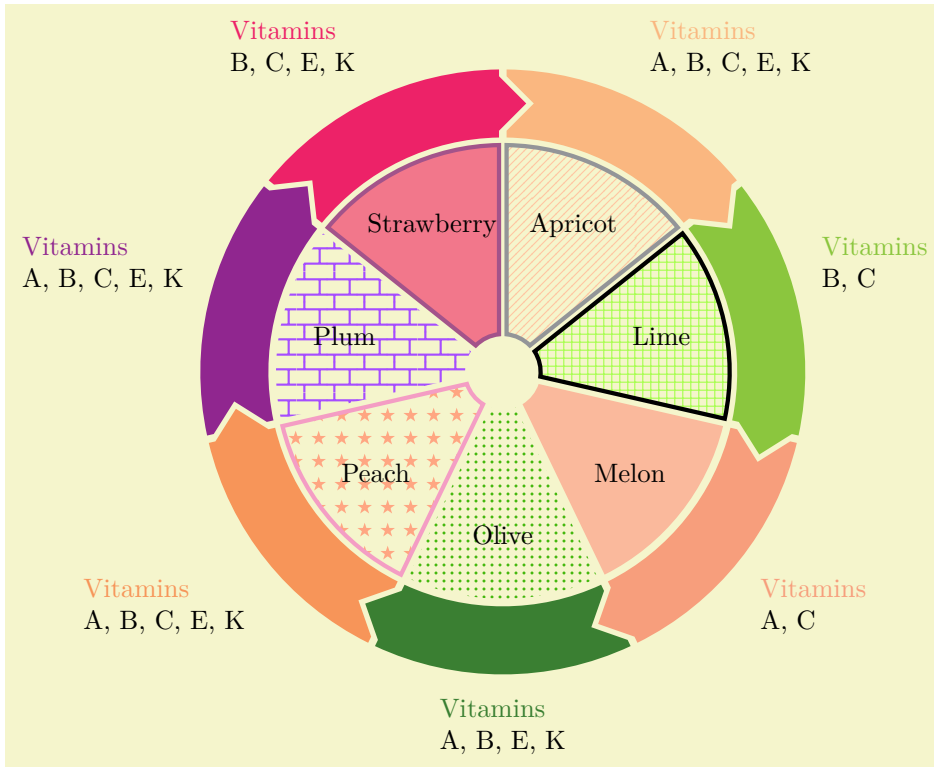 Vitamins
B, C, E, K
Vitamins
A, B, C, E, K
Strawberry
Apricot
Vitamins
A, B, C, E, K
Vitamins
B, C
Plum
Lime
Peach
Melon
Olive
Vitamins
A, B, C, E, K
Vitamins
A, C
Vitamins
A, B, E, K